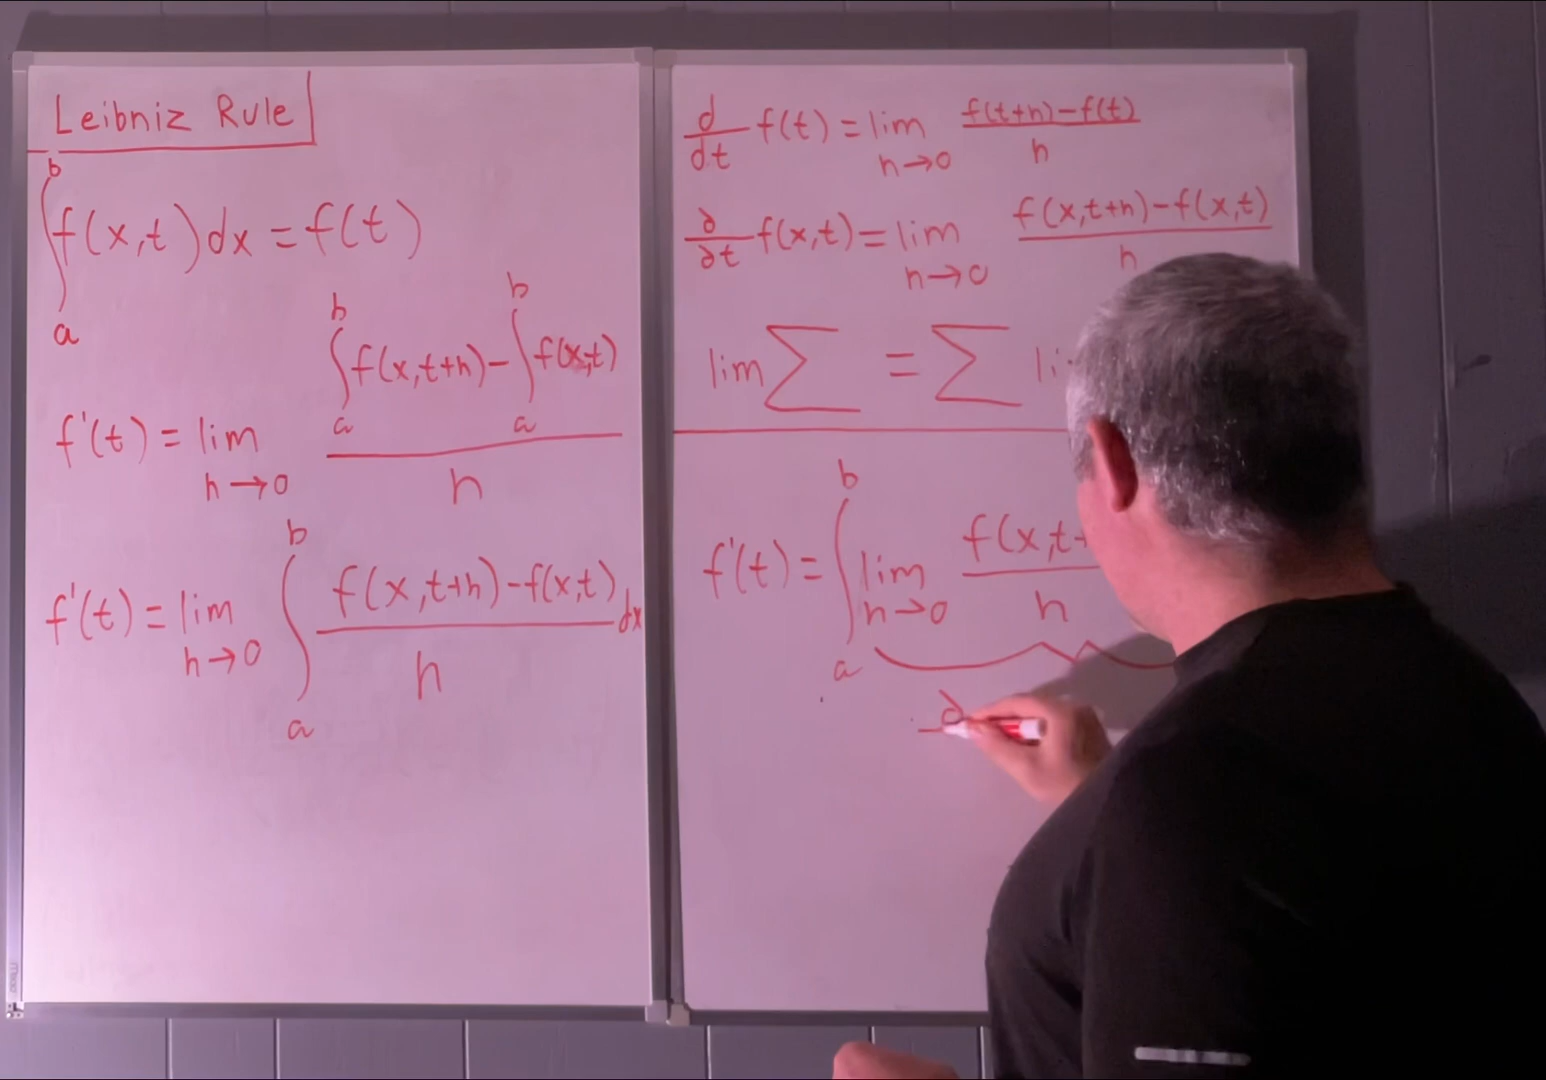 Leibniz Rule
∫_a^b f(x,t)dx = f(t)
f'(t) = lim_{h→0} (∫_a^b f(x,t+h) - ∫_a^b f(x,t)) / h
f'(t) = lim_{h→0} ∫_a^b (f(x,t+h) - f(x,t)) / h dx
d/dt f(t) = lim_{h→0} (f(t+h) - f(t)) / h
∂/∂t f(x,t) = lim_{h→0} (f(x,t+h) - f(x,t)) / h
lim ∑ = ∑ li
f'(t) = ∫_a^b lim_{h→0} f(x,t+ / h
∂